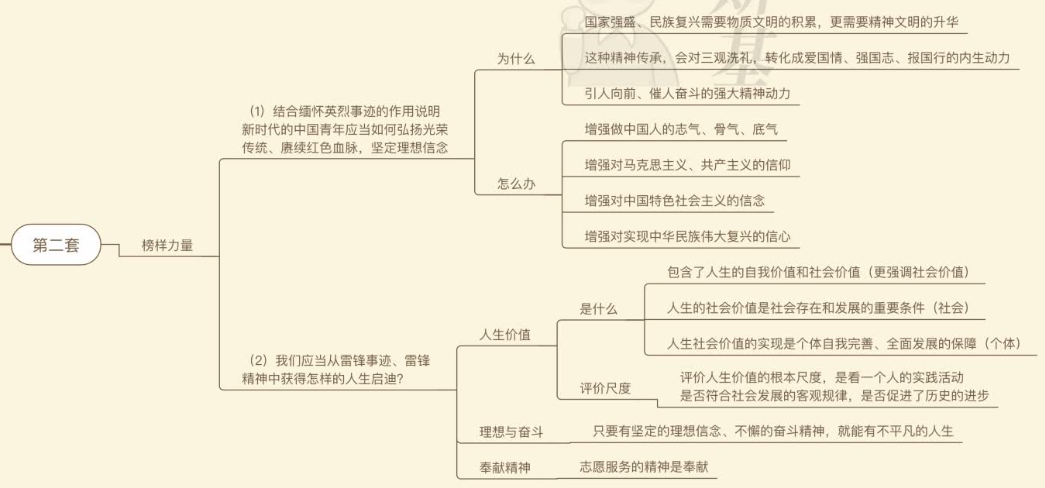 第二套
榜样力量
(1) 结合缅怀英烈事迹的作用说明
新时代的中国青年应当如何弘扬光荣
传统、赓续红色血脉，坚定理想信念
为什么
国家强盛、民族复兴需要物质文明的积累，更需要精神文明的升华
这种精神传承，会对三观洗礼，转化成爱国情、强国志、报国行的内生动力
引人向前、催人奋斗的强大精神动力
怎么办
增强做中国人的志气、骨气、底气
增强对马克思主义、共产主义的信仰
增强对中国特色社会主义的信念
增强对实现中华民族伟大复兴的信心
(2) 我们应当从雷锋事迹、雷锋
精神中获得怎样的人生启迪?
人生价值
是什么
包含了人生的自我价值和社会价值（更强调社会价值）
人生的社会价值是社会存在和发展的重要条件（社会）
人生社会价值的实现是个体自我完善、全面发展的保障（个体）
评价尺度
评价人生价值的根本尺度，是看一个人的实践活动
是否符合社会发展的客观规律，是否促进了历史的进步
理想与奋斗
只要有坚定的理想信念、不懈的奋斗精神，就能有不平凡的人生
奉献精神
志愿服务的精神是奉献